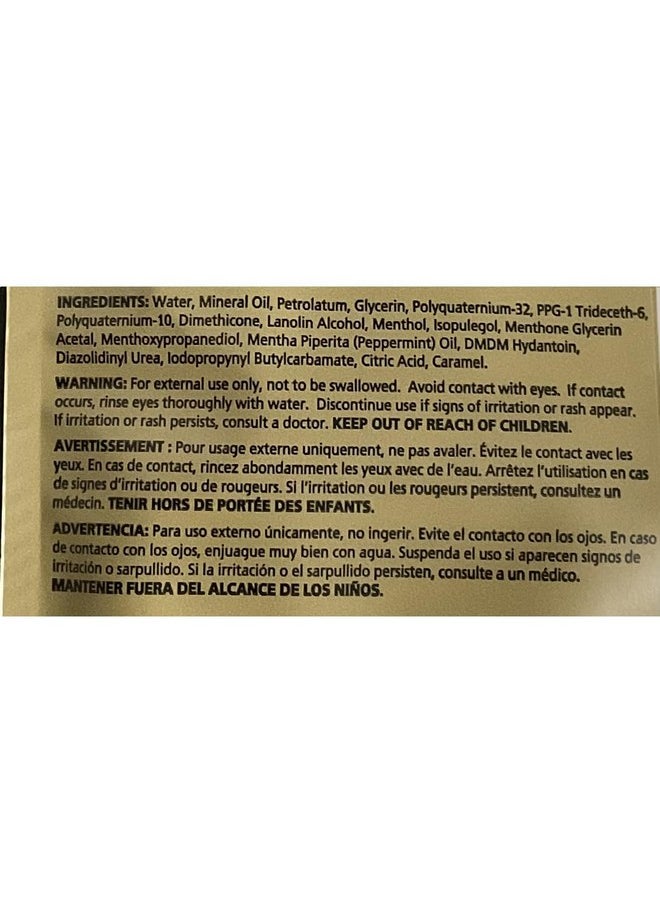 INGREDIENTS: Water, Mineral Oil, Petrolatum, Glycerin, Polyquaternium-32, PPG-1 Trideceth-6,
Polyquaternium-10, Dimethicone, Lanolin Alcohol, Menthol, Isopulegol, Menthone Glycerin
Acetal, Menthoxypropanediol, Mentha Piperita (Peppermint) Oil, DMDM Hydantoin,
Diazolidinyl Urea, Iodopropynyl Butylcarbamate, Citric Acid, Caramel.
WARNING: For external use only, not to be swallowed. Avoid contact with eyes. If contact
occurs, rinse eyes thoroughly with water. Discontinue use if signs of irritation or rash appear.
If irritation or rash persists, consult a doctor. KEEP OUT OF REACH OF CHILDREN.
AVERTISSEMENT : Pour usage externe uniquement, ne pas avaler. Évitez le contact avec les
yeux. En cas de contact, rincez abondamment les yeux avec de l'eau. Arrêtez l'utilisation en cas
de signes d'irritation ou de rougeurs. Si l'irritation ou les rougeurs persistent, consultez un
médecin. TENIR HORS DE PORTÉE DES ENFANTS.
ADVERTENCIA: Para uso externo únicamente, no ingerir. Evite el contacto con los ojos. En caso
de contacto con los ojos, enjuague muy bien con agua. Suspenda el uso si aparecen signos de
irritación o sarpullido. Si la irritación o el sarpullido persisten, consulte a un médico.
MANTENER FUERA DEL ALCANCE DE LOS NIÑOS.